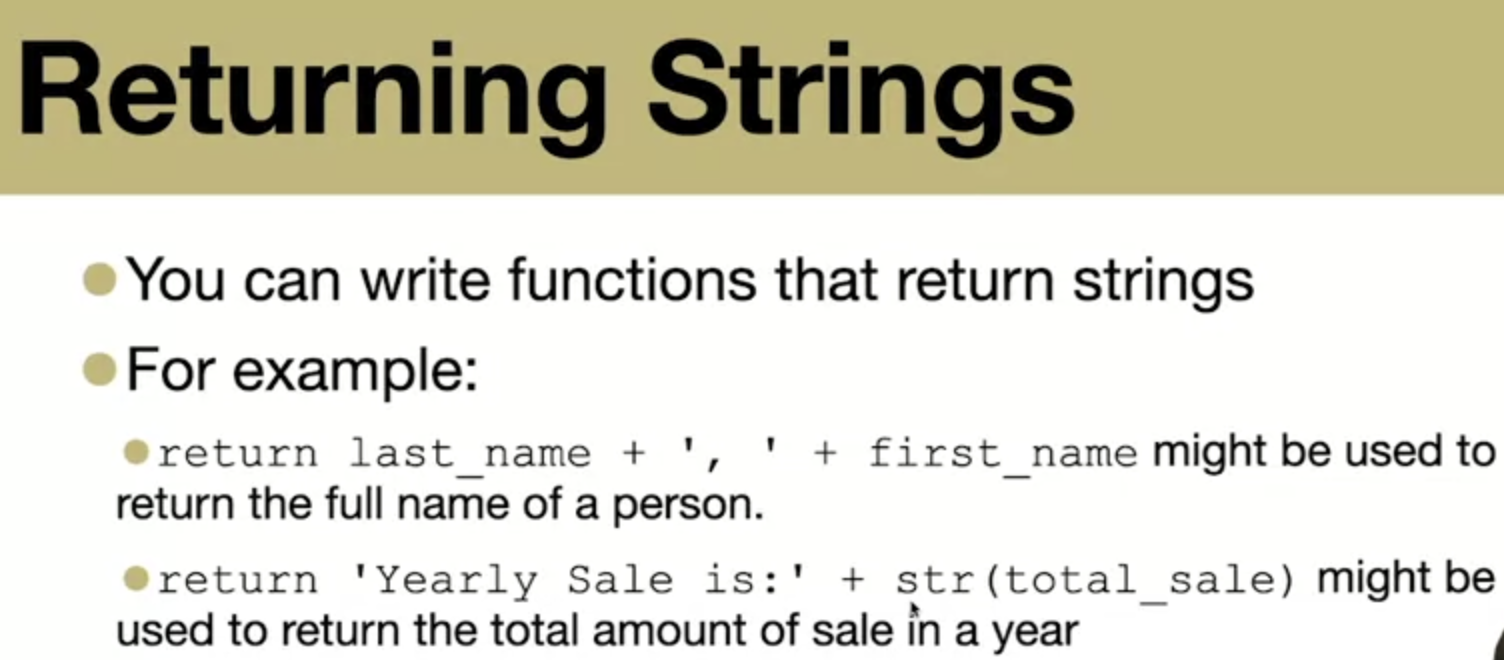 Returning Strings
You can write functions that return strings
For example:
return last_name + ', ' + first_name might be used to
return the full name of a person.
return 'Yearly Sale is:' + str(total_sale) might be
used to return the total amount of sale in a year